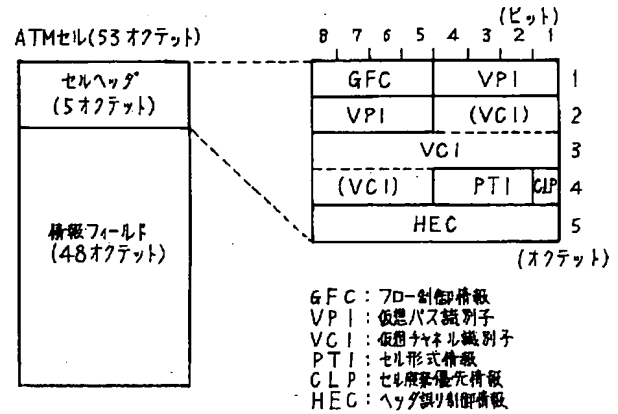 (ビット)
ATMセル(53オクテット)
8 7 6 5 4 3 2 1
セルヘッダ
(5オクテット)
GFC VPI 1
VPI (VCI) 2
VCI 3
(VCI) PTI CLP 4
HEC 5
(オクテット)
情報フィールド
(48オクテット)
GFC:フロー制御情報
VPI:仮想パス識別子
VCI:仮想チャネル識別子
PTI:セル形式情報
CLP:セル廃棄優先情報
HEC:ヘッダ誤り制御情報